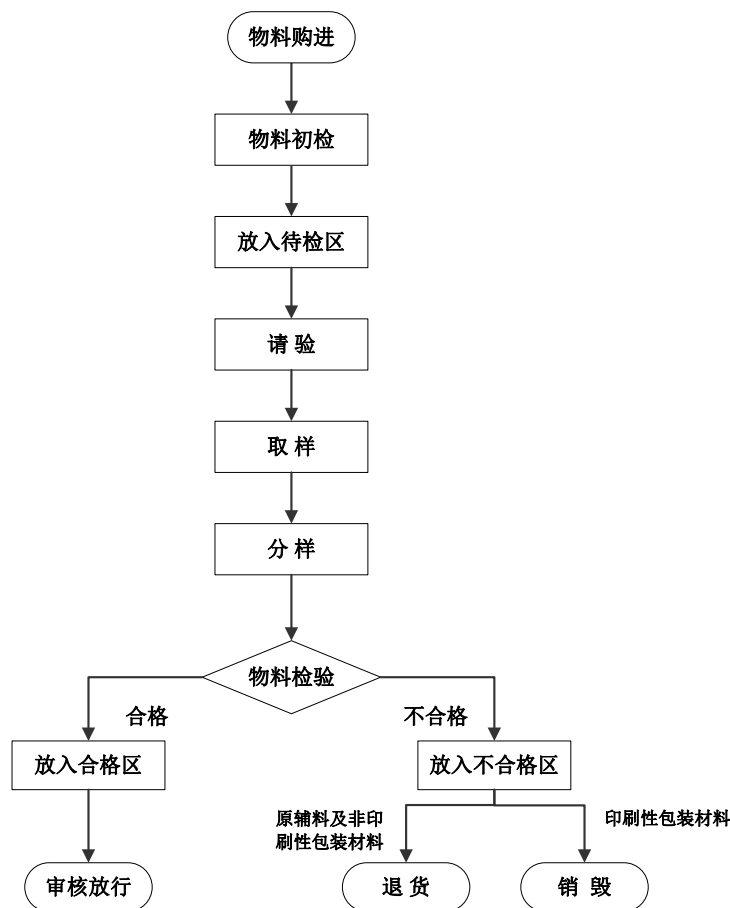 物料购进
物料初检
放入待检区
请 验
取 样
分 样
物料检验
合格
不合格
放入合格区
放入不合格区
原辅料及非印
刷性包装材料
印刷性包装材料
审核放行
退 货
销 毁